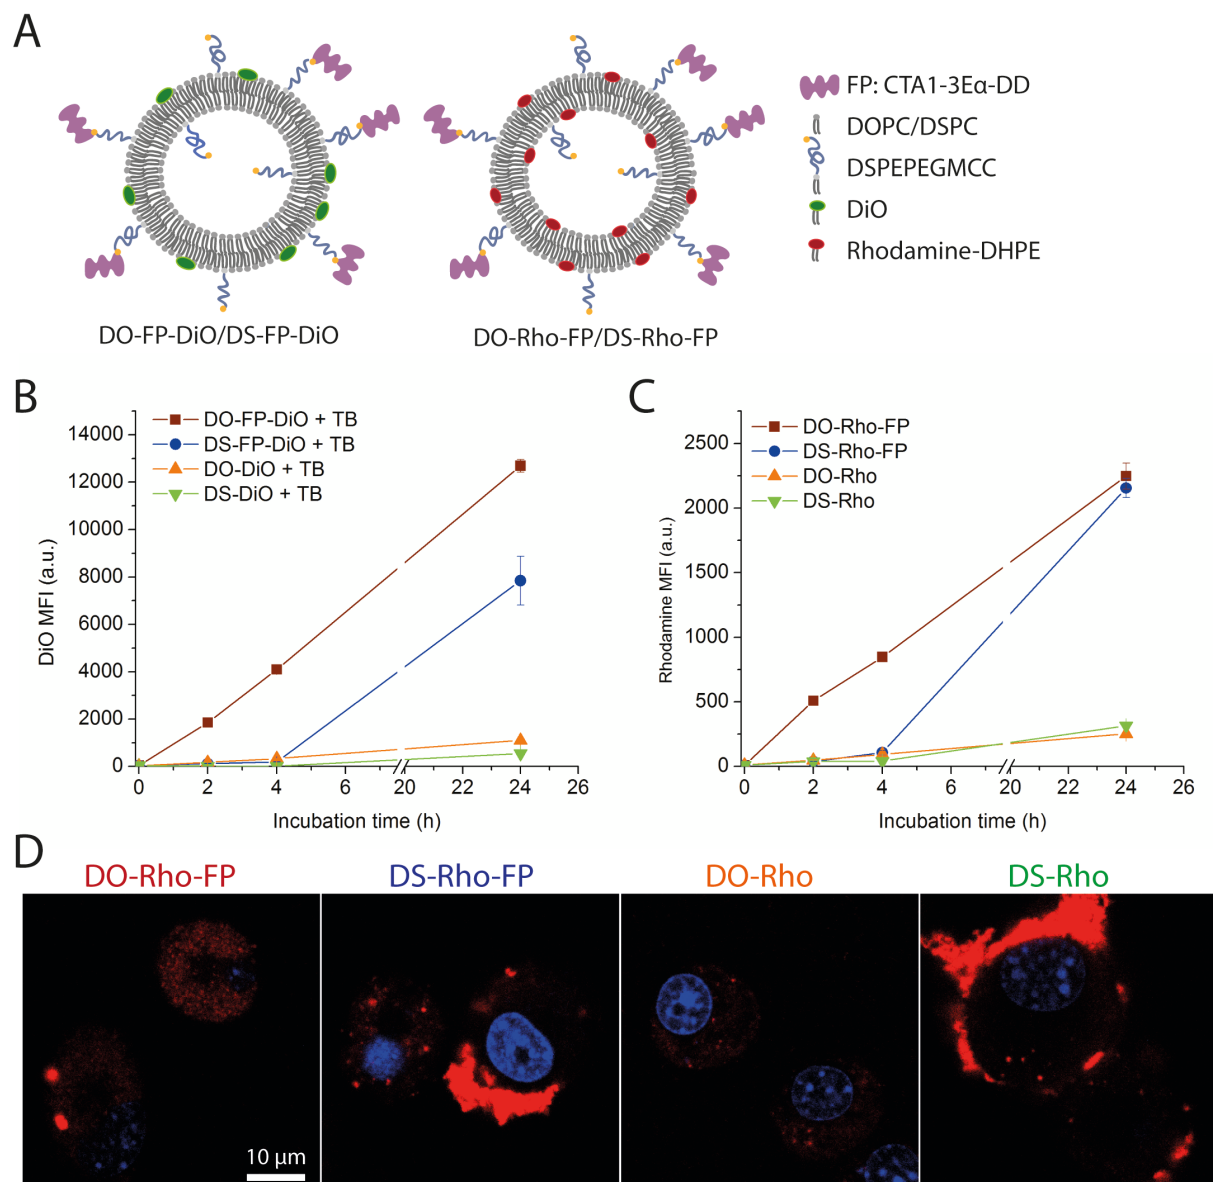 A
FP: CTA1-3Eα-DD
DOPC/DSPC
DSPEPEGMCC
DiO
Rhodamine-DHPE
DO-FP-DiO/DS-FP-DiO
DO-Rho-FP/DS-Rho-FP
B
DO-FP-DiO + TB
DS-FP-DiO + TB
DO-DiO + TB
DS-DiO + TB
DiO MFI (a.u.)
14000
12000
10000
8000
6000
4000
2000
0
0 2 4 6 20 22 24 26
Incubation time (h)
C
DO-Rho-FP
DS-Rho-FP
DO-Rho
DS-Rho
Rhodamine MFI (a.u.)
2500
2000
1500
1000
500
0
0 2 4 6 20 22 24 26
Incubation time (h)
D
DO-Rho-FP
DS-Rho-FP
DO-Rho
DS-Rho
10 µm